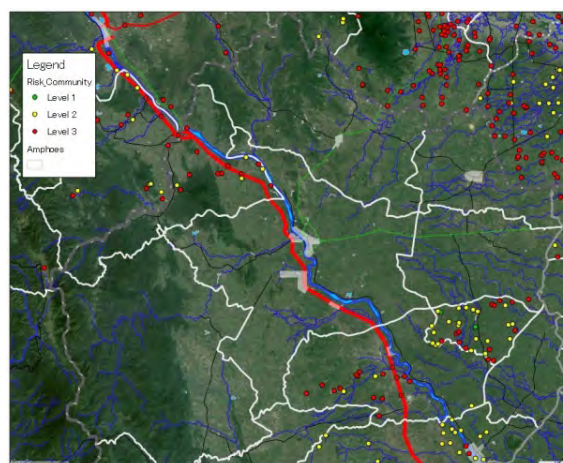 Legend
Risk_Community
Level 1
Level 2
Level 3
Amphoes